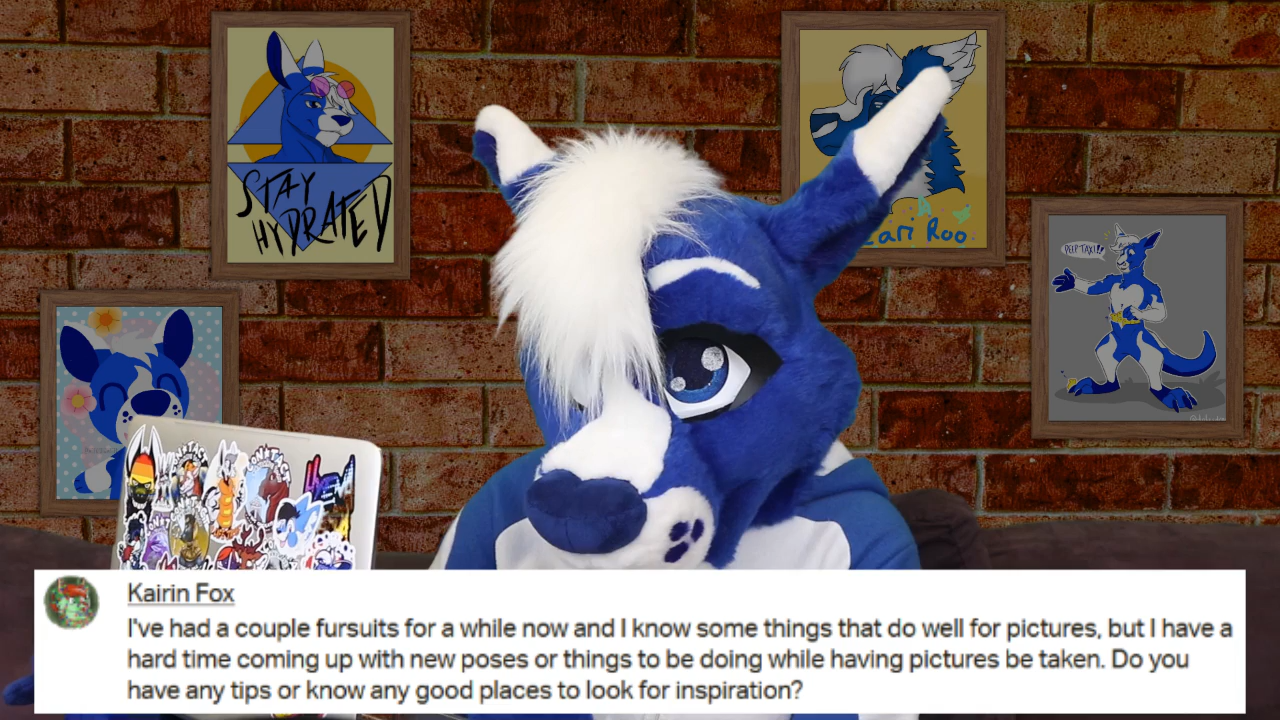 STAY
HYDRATED
Zari Roo
Kairin Fox
I've had a couple fursuits for a while now and I know some things that do well for pictures, but I have a
hard time coming up with new poses or things to be doing while having pictures be taken. Do you
have any tips or know any good places to look for inspiration?